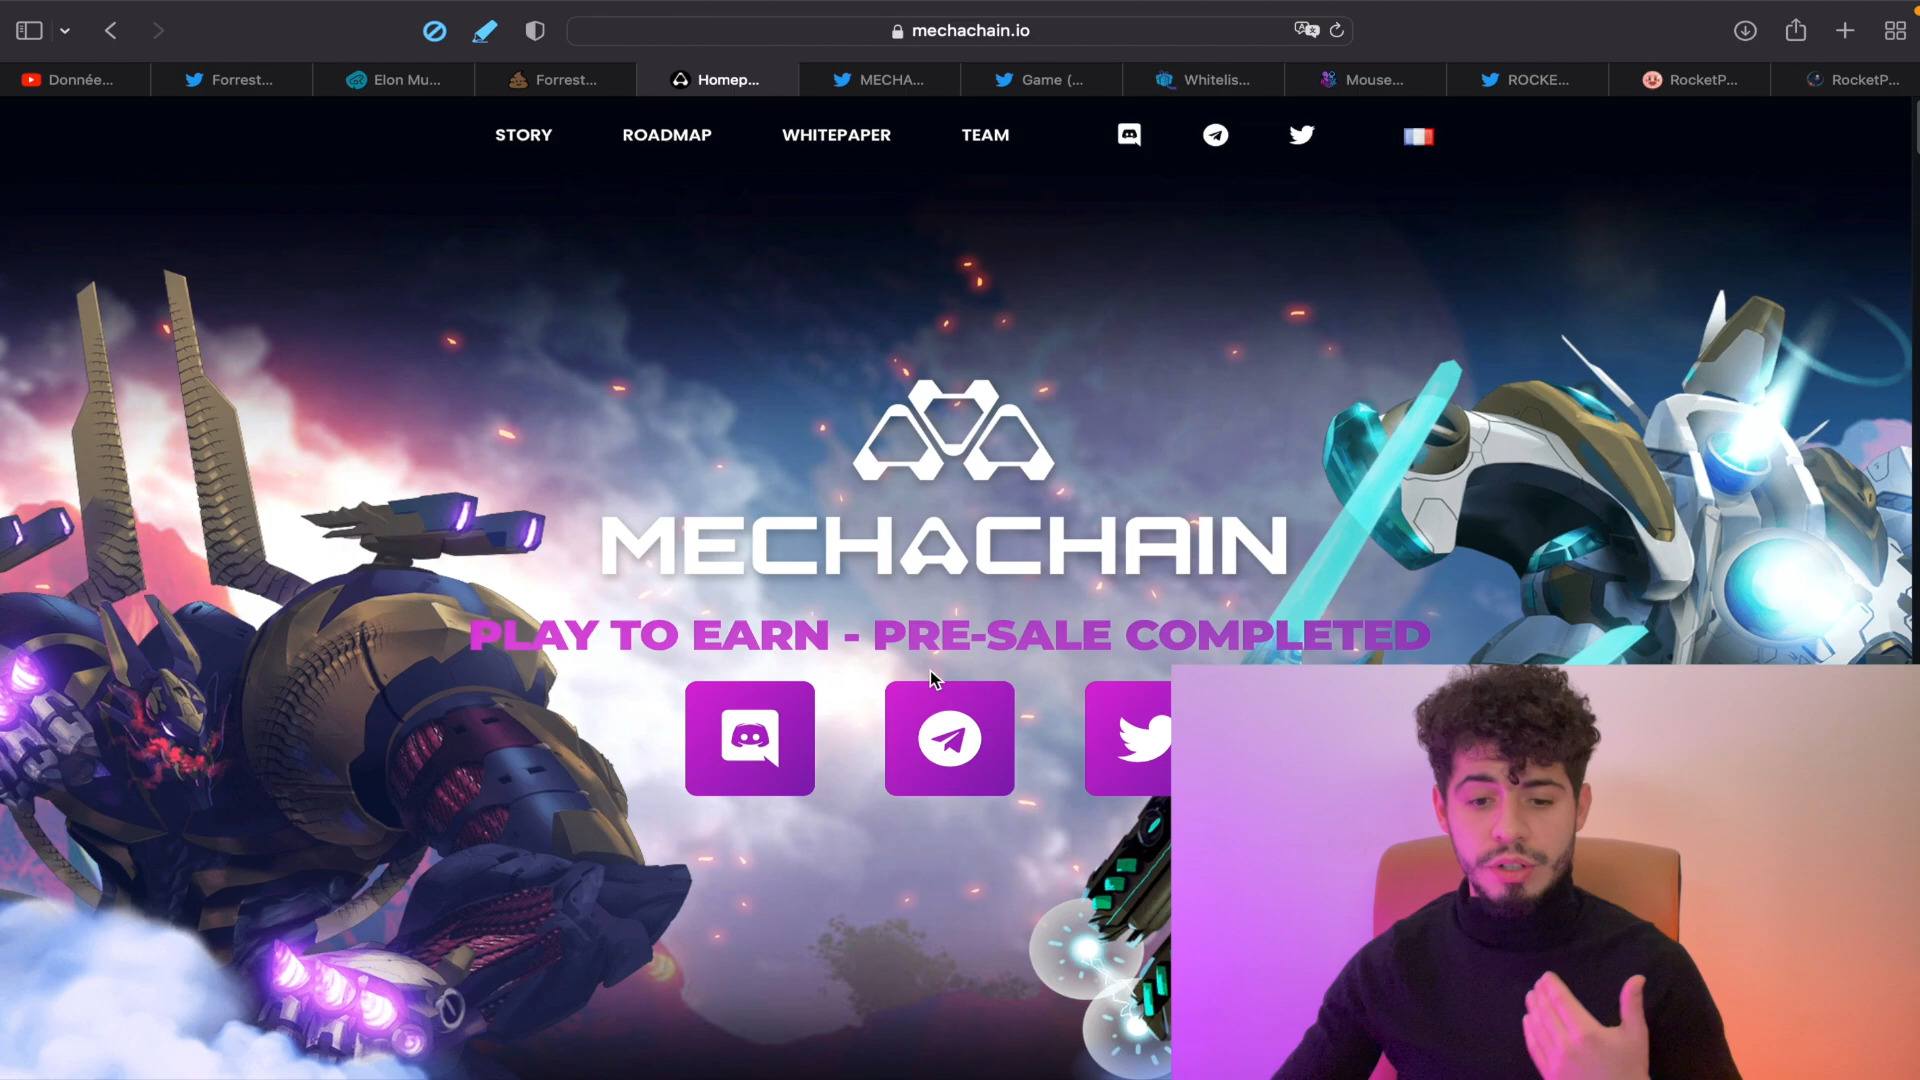 mechachain.io
Donnée...
Forrest...
Elon Mu...
Forrest...
Homep...
MECHA...
Game (...
Whitelis...
Mouse...
ROCKE...
RocketP...
RocketP...
STORY
ROADMAP
WHITEPAPER
TEAM
MECHACHAIN
PLAY TO EARN - PRE-SALE COMPLETED